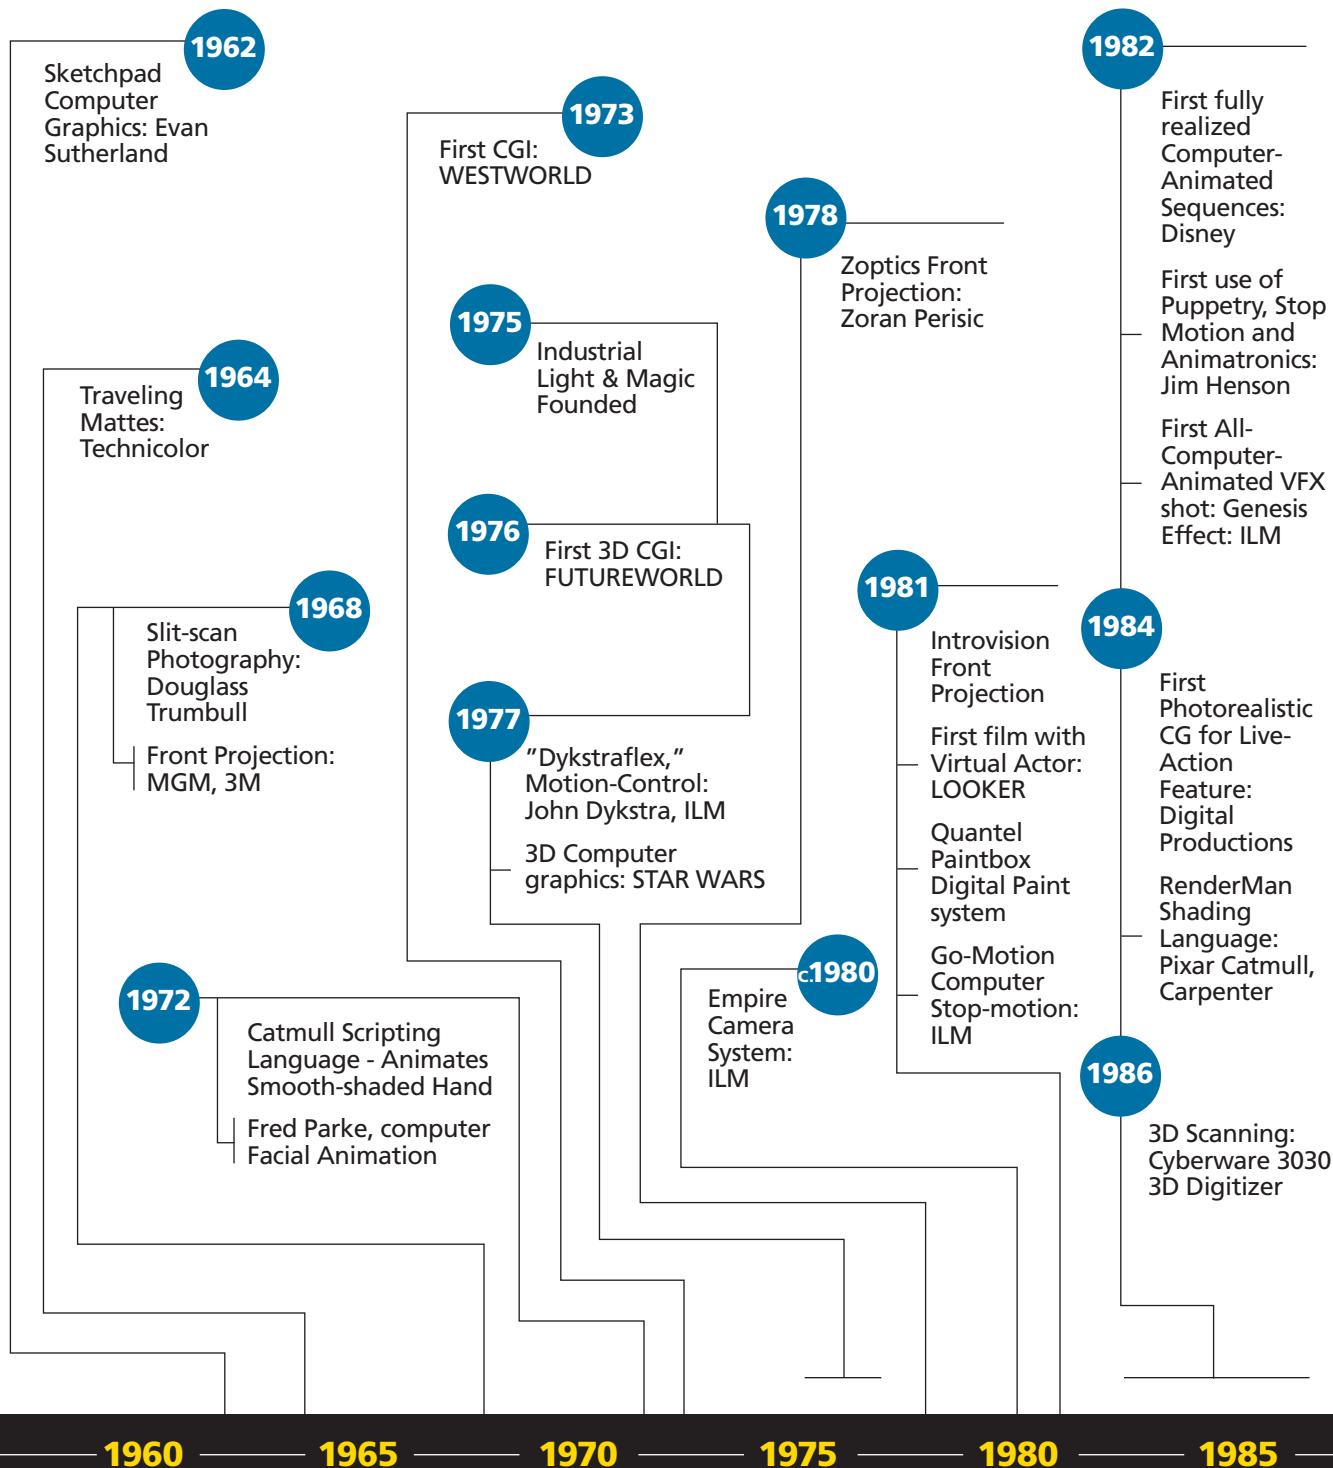 1962
Sketchpad
Computer
Graphics: Evan
Sutherland
1964
Traveling
Mattes:
Technicolor
1968
Slit-scan
Photography:
Douglass
Trumbull
Front Projection:
MGM, 3M
1972
Catmull Scripting
Language - Animates
Smooth-shaded Hand
Fred Parke, computer
Facial Animation
1973
First CGI:
WESTWORLD
1975
Industrial
Light & Magic
Founded
1976
First 3D CGI:
FUTUREWORLD
1977
"Dykstraflex,"
Motion-Control:
John Dykstra, ILM
3D Computer
graphics: STAR WARS
1978
Zoptics Front
Projection:
Zoran Perisic
c.1980
Empire
Camera
System:
ILM
1981
Introvision
Front
Projection
First film with
Virtual Actor:
LOOKER
Quantel
Paintbox
Digital Paint
system
Go-Motion
Computer
Stop-motion:
ILM
1982
First fully
realized
Computer-
Animated
Sequences:
Disney
First use of
Puppetry, Stop
Motion and
Animatronics:
Jim Henson
First All-
Computer-
Animated VFX
shot: Genesis
Effect: ILM
1984
First
Photorealistic
CG for Live-
Action
Feature:
Digital
Productions
RenderMan
Shading
Language:
Pixar Catmull,
Carpenter
1986
3D Scanning:
Cyberware 3030
3D Digitizer
1960 1965 1970 1975 1980 1985